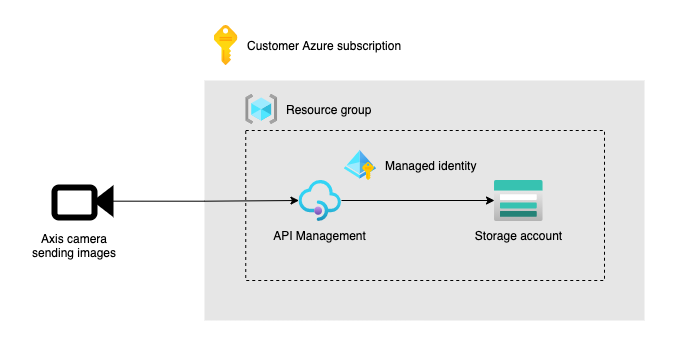 Customer Azure subscription
Resource group
Managed identity
API Management
Storage account
Axis camera
sending images